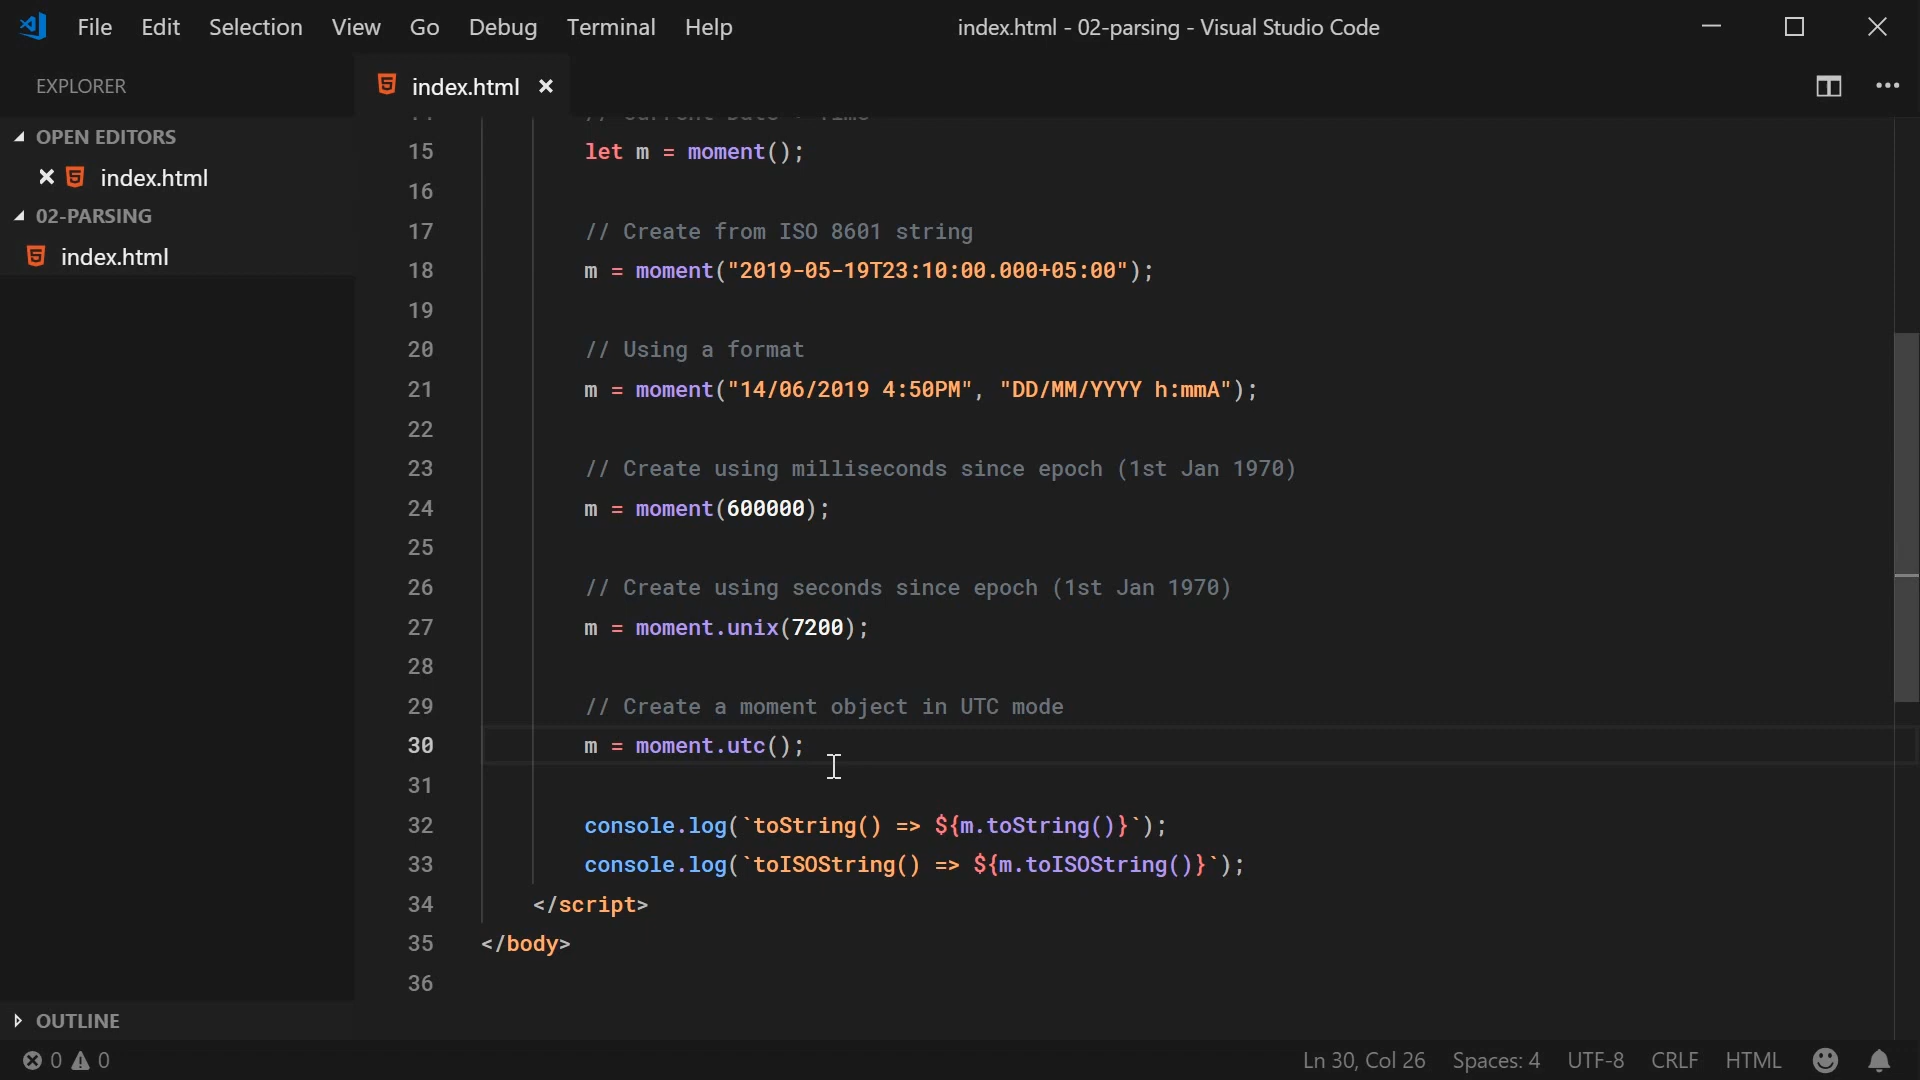 File Edit Selection View Go Debug Terminal Help index.html - 02-parsing - Visual Studio Code
EXPLORER
index.html
OPEN EDITORS
index.html
02-PARSING
index.html
15 let m = moment();
16
17 // Create from ISO 8601 string
18 m = moment("2019-05-19T23:10:00.000+05:00");
19
20 // Using a format
21 m = moment("14/06/2019 4:50PM", "DD/MM/YYYY h:mmA");
22
23 // Create using milliseconds since epoch (1st Jan 1970)
24 m = moment(600000);
25
26 // Create using seconds since epoch (1st Jan 1970)
27 m = moment.unix(7200);
28
29 // Create a moment object in UTC mode
30 m = moment.utc();
31
32 console.log(`toString() => ${m.toString()}`);
33 console.log(`toISOString() => ${m.toISOString()}`);
34 </script>
35 </body>
36
OUTLINE
0 0 Ln 30, Col 26 Spaces: 4 UTF-8 CRLF HTML